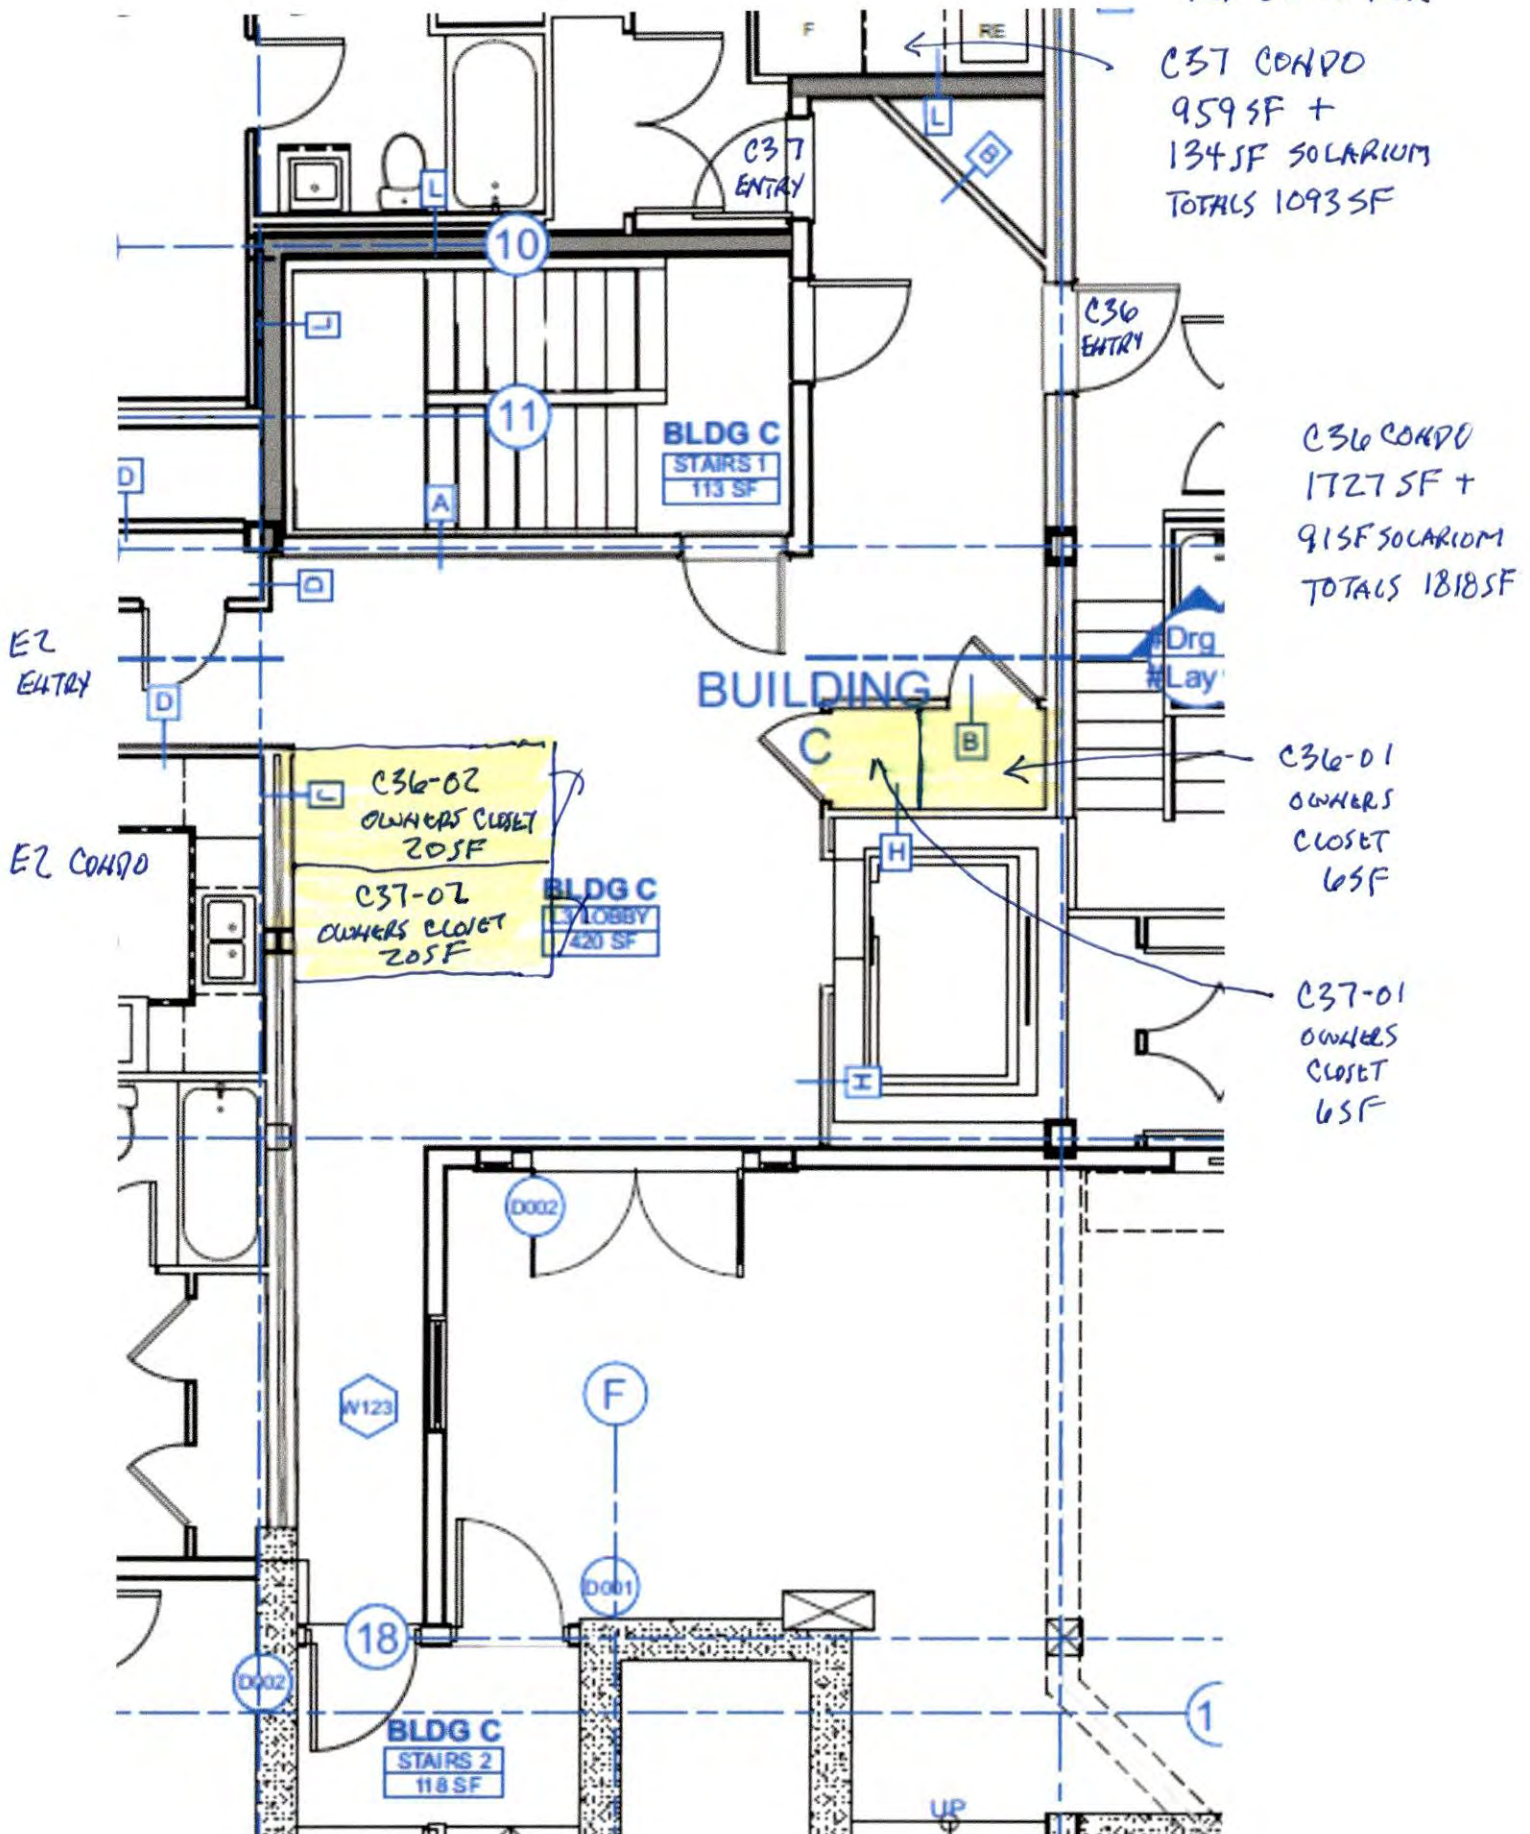 F
RE
C37 CONDO
959 SF +
134 SF SOLARIUM
TOTALS 1093 SF
L
B
C37
ENTRY
L
10
C36
ENTRY
11
BLDG C
STAIRS 1
113 SF
C36 CONDO
1727 SF +
91 SF SOLARIUM
TOTALS 1818 SF
D
A
D
E2
ENTRY
#Drg
#Lay
D
BUILDING
C
B
C36-01
OWNERS
CLOSET
6 SF
C36-02
OWNERS CLOSET
20 SF
E2 CONDO
H
C37-02
OWNERS CLOSET
20 SF
BLDG C
L3 LOBBY
420 SF
C37-01
OWNERS
CLOSET
6 SF
H
D002
W123
F
D001
18
D002
1
BLDG C
STAIRS 2
118 SF
UP